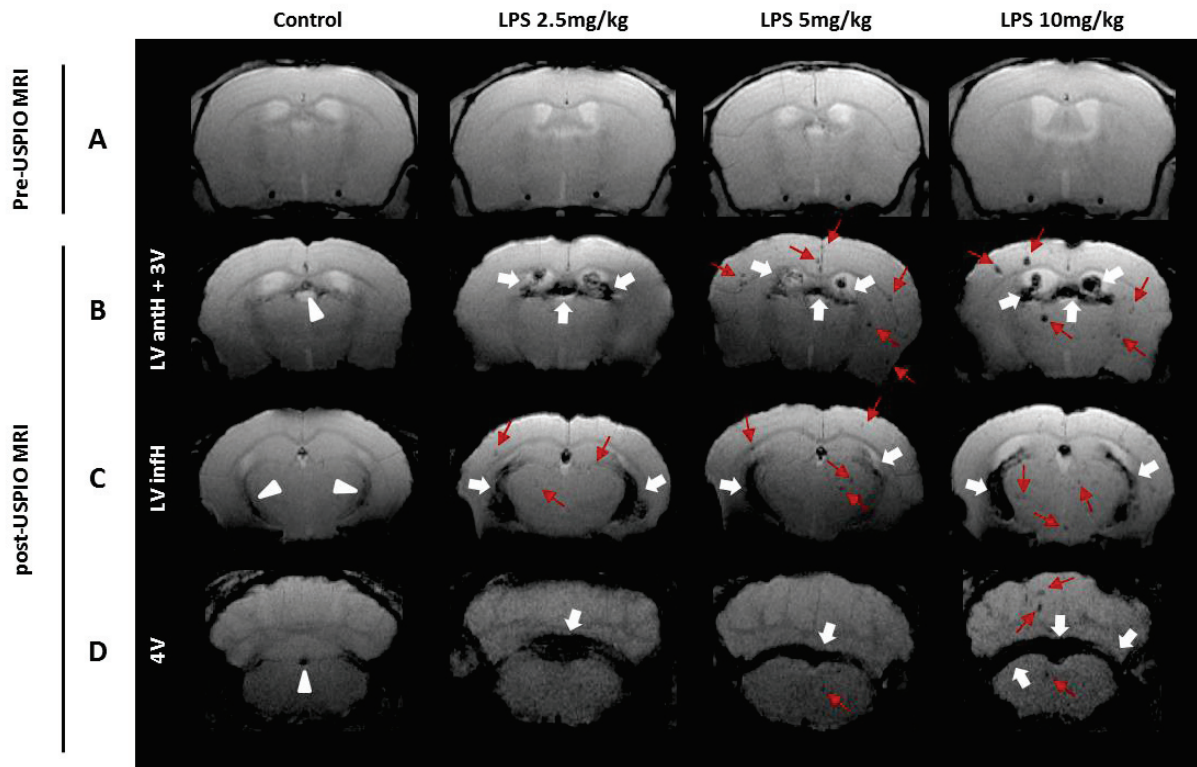 Control LPS 2.5mg/kg LPS 5mg/kg LPS 10mg/kg
Pre-USPIO MRI
A
post-USPIO MRI
B
LV antH + 3V
C
LV infH
D
4V